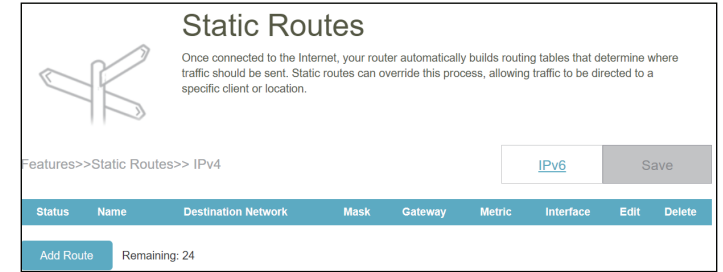 Static Routes
Once connected to the Internet, your router automatically builds routing tables that determine where
traffic should be sent. Static routes can override this process, allowing traffic to be directed to a
specific client or location.
Features>>Static Routes>> IPv4
IPv6
Save
Status Name Destination Network Mask Gateway Metric Interface Edit Delete
Add Route Remaining: 24